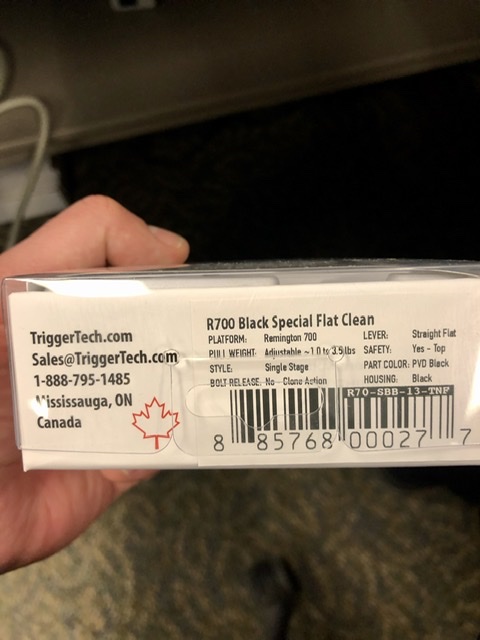 TriggerTech.com
Sales@TriggerTech.com
1-888-795-1485
Mississauga, ON
Canada
R700 Black Special Flat Clean
PLATFORM: Remington 700
PULL WEIGHT: Adjustable ~1.0 to 3.5 lbs
STYLE: Single Stage
BOLT RELEASE: No - Clone Action
LEVER: Straight Flat
SAFETY: Yes - Top
PART COLOR: PVD Black
HOUSING: Black
R70-SBB-13-TNF
8 85768 00027 7